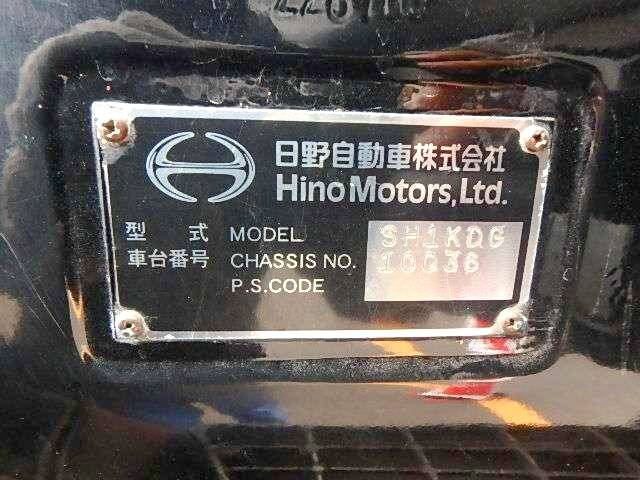 日野自動車株式会社
Hino Motors, Ltd.
型 式 MODEL SH1KDG
車台番号 CHASSIS NO. 10036
P.S.CODE